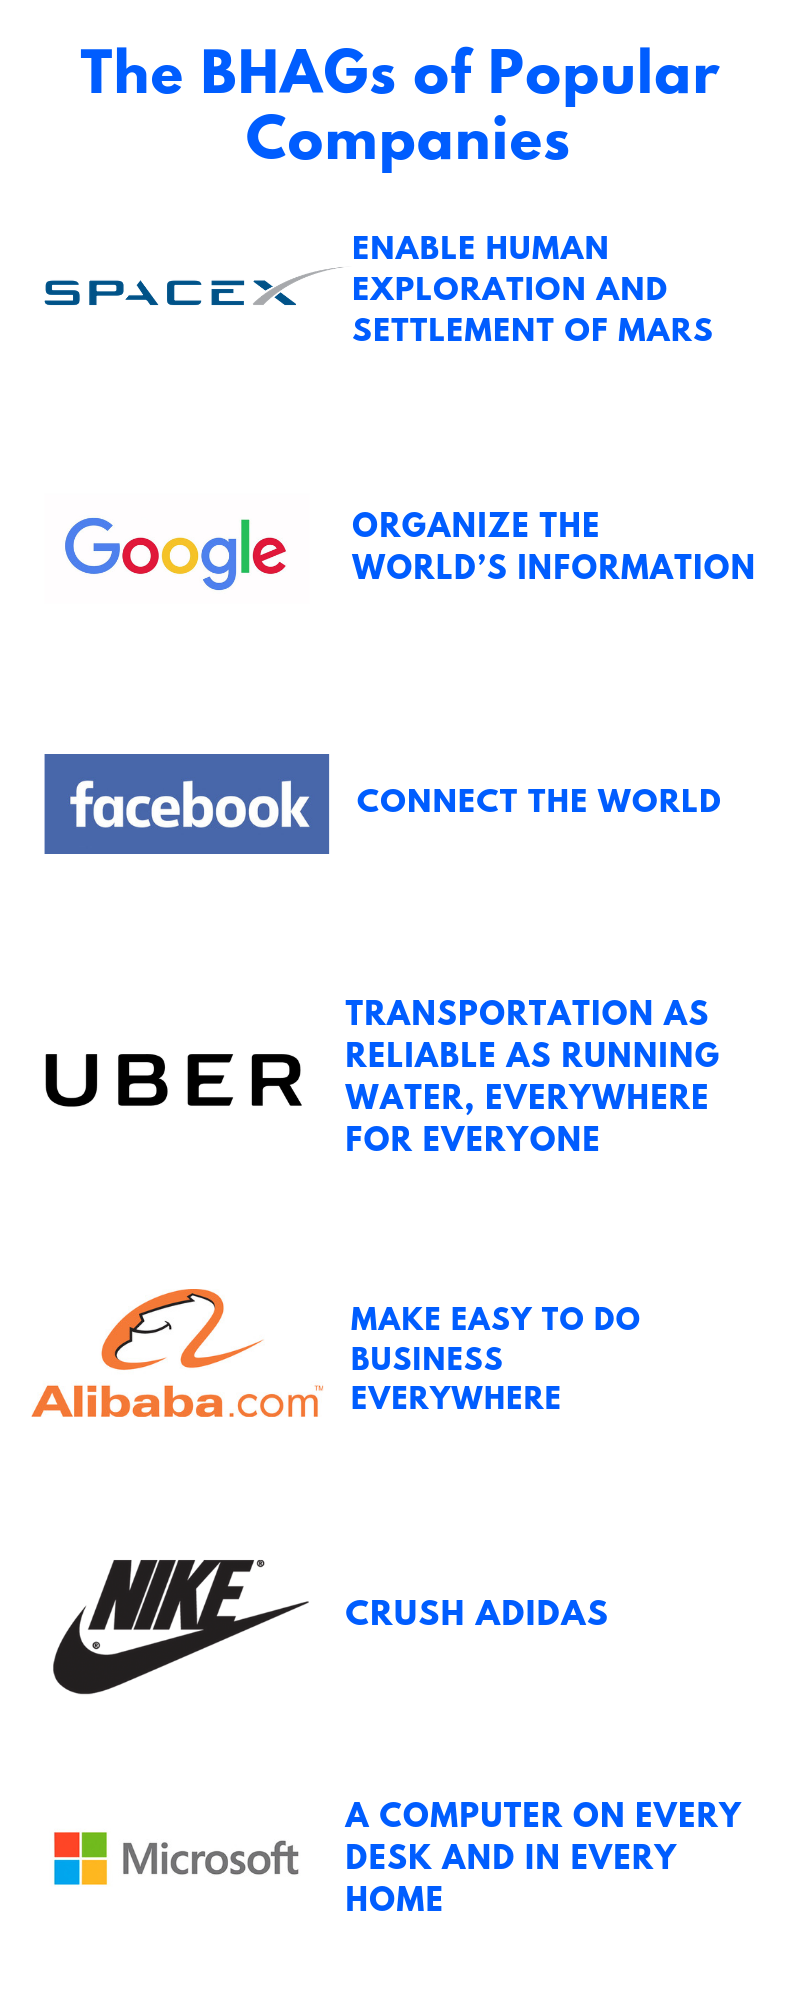 The BHAGs of Popular
Companies
SPACEX
ENABLE HUMAN
EXPLORATION AND
SETTLEMENT OF MARS
Google
ORGANIZE THE
WORLD’S INFORMATION
facebook
CONNECT THE WORLD
UBER
TRANSPORTATION AS
RELIABLE AS RUNNING
WATER, EVERYWHERE
FOR EVERYONE
Alibaba.com™
MAKE EASY TO DO
BUSINESS
EVERYWHERE
NIKE®
®
CRUSH ADIDAS
Microsoft
A COMPUTER ON EVERY
DESK AND IN EVERY
HOME